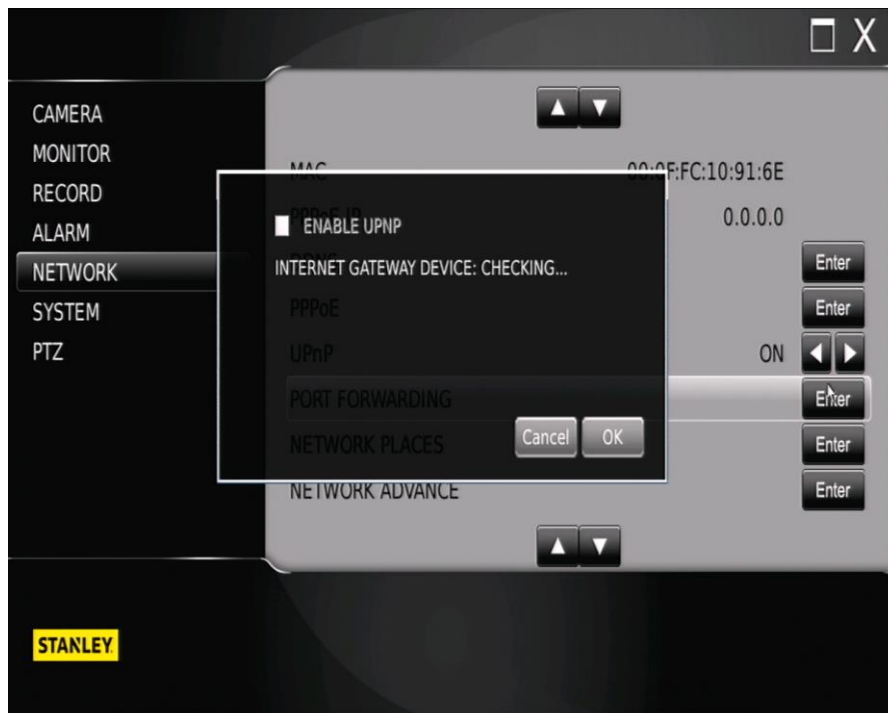 X
CAMERA
MONITOR
RECORD
ALARM
NETWORK
SYSTEM
PTZ
MAC 00:0F:FC:10:91:6E
PPPoE IP 0.0.0.0
ENABLE UPNP
INTERNET GATEWAY DEVICE: CHECKING...
Enter
PPPoE Enter
UPnP ON
PORT FORWARDING Enter
NETWORK PLACES Enter
Cancel OK
NETWORK ADVANCE Enter
STANLEY